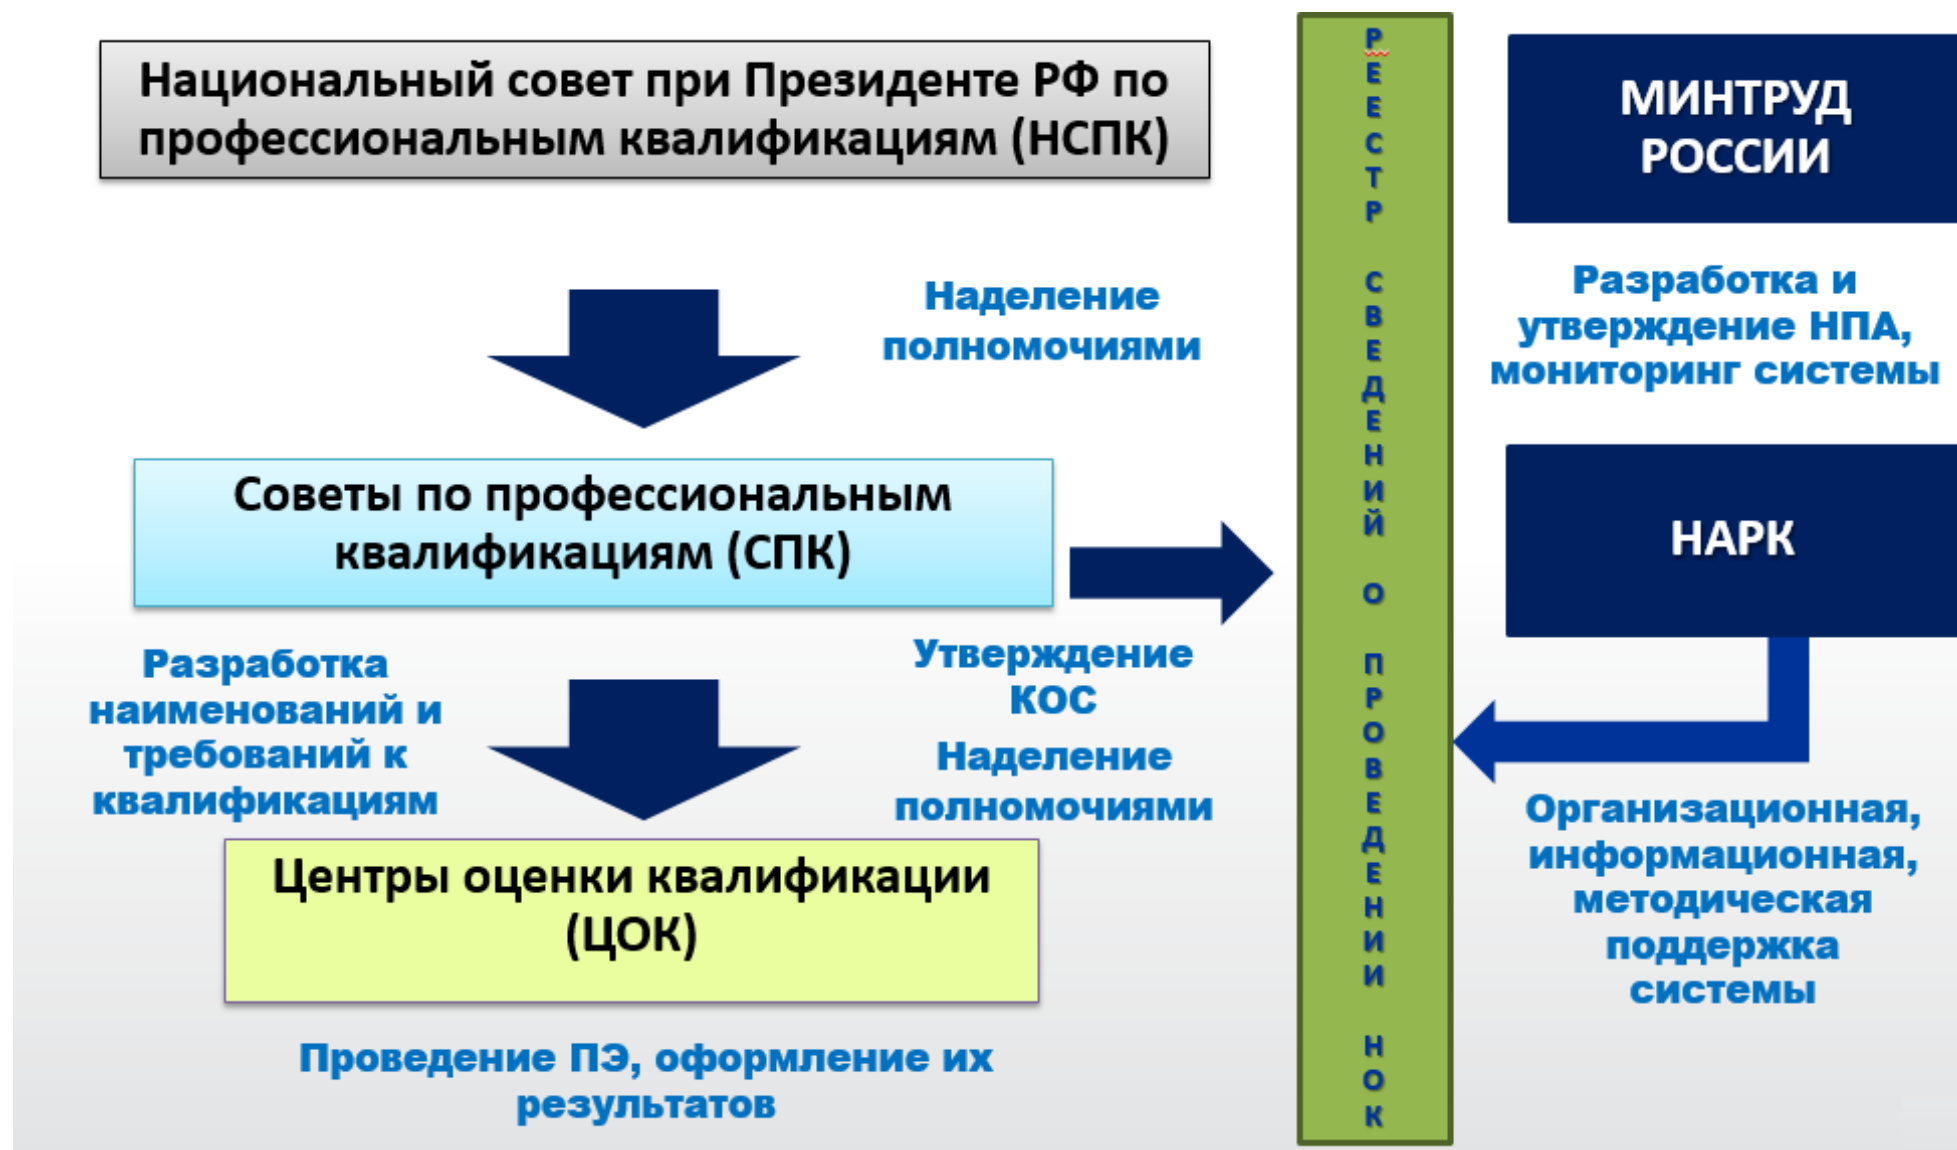 Национальный совет при Президенте РФ по
профессиональным квалификациям (НСПК)
Наделение
полномочиями
Советы по профессиональным
квалификациям (СПК)
Разработка
наименований и
требований к
квалификациям
Утверждение
КОС
Наделение
полномочиями
Центры оценки квалификации
(ЦОК)
Проведение ПЭ, оформление их
результатов
РЕЕСТР СВЕДЕНИЙ О ПРОВЕДЕНИИ НОК
МИНТРУД
РОССИИ
Разработка и
утверждение НПА,
мониторинг системы
НАРК
Организационная,
информационная,
методическая
поддержка
системы